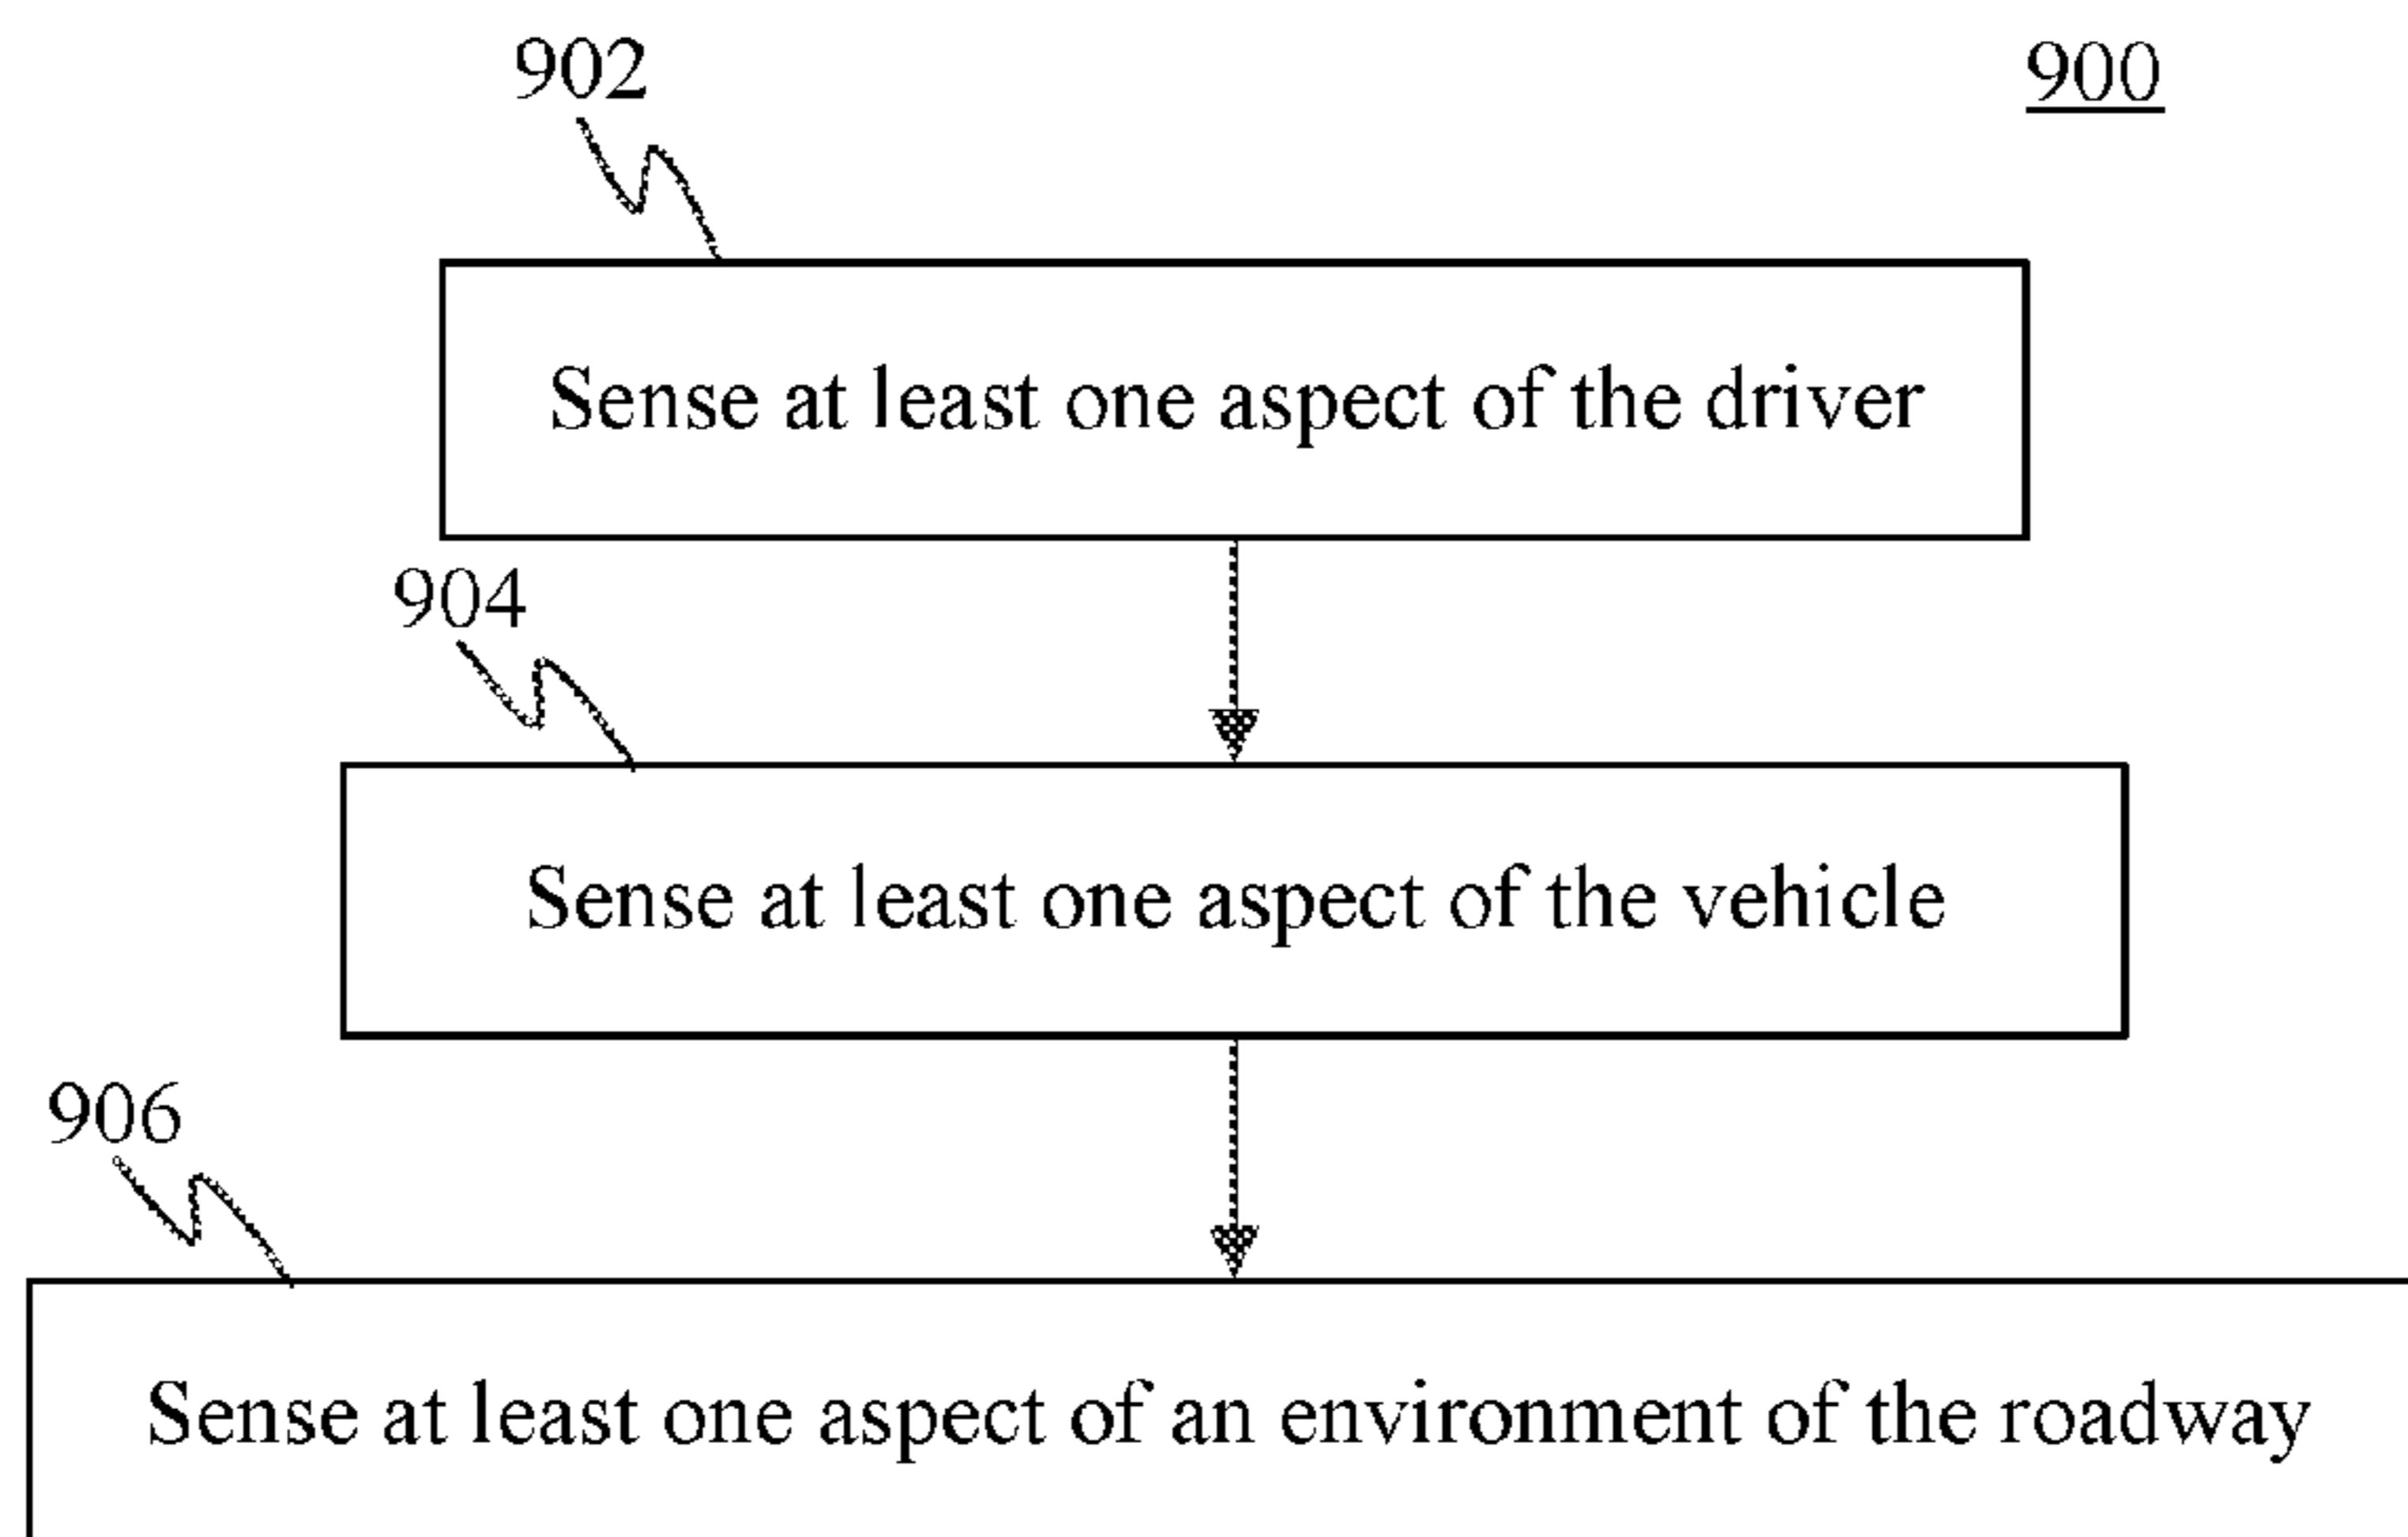 902
900
Sense at least one aspect of the driver
904
Sense at least one aspect of the vehicle
906
Sense at least one aspect of an environment of the roadway